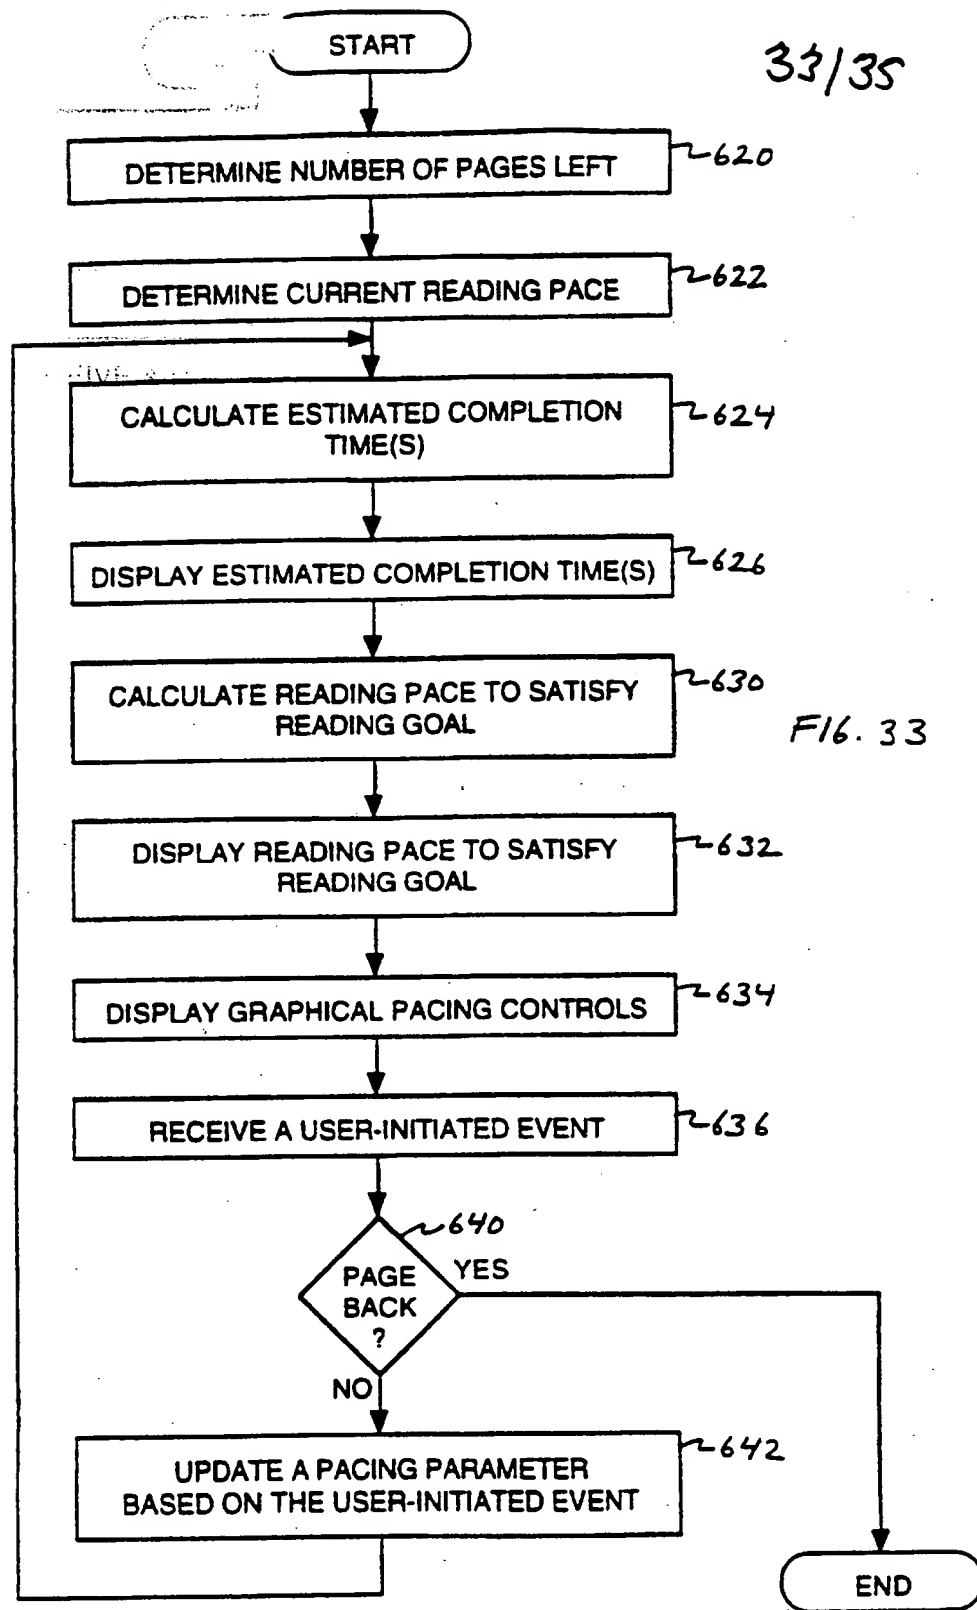 START
33/35
DETERMINE NUMBER OF PAGES LEFT
620
DETERMINE CURRENT READING PACE
622
CALCULATE ESTIMATED COMPLETION
TIME(S)
624
DISPLAY ESTIMATED COMPLETION TIME(S)
626
CALCULATE READING PACE TO SATISFY
READING GOAL
630
FIG. 33
DISPLAY READING PACE TO SATISFY
READING GOAL
632
DISPLAY GRAPHICAL PACING CONTROLS
634
RECEIVE A USER-INITIATED EVENT
636
640
PAGE
BACK
?
YES
NO
UPDATE A PACING PARAMETER
BASED ON THE USER-INITIATED EVENT
642
END